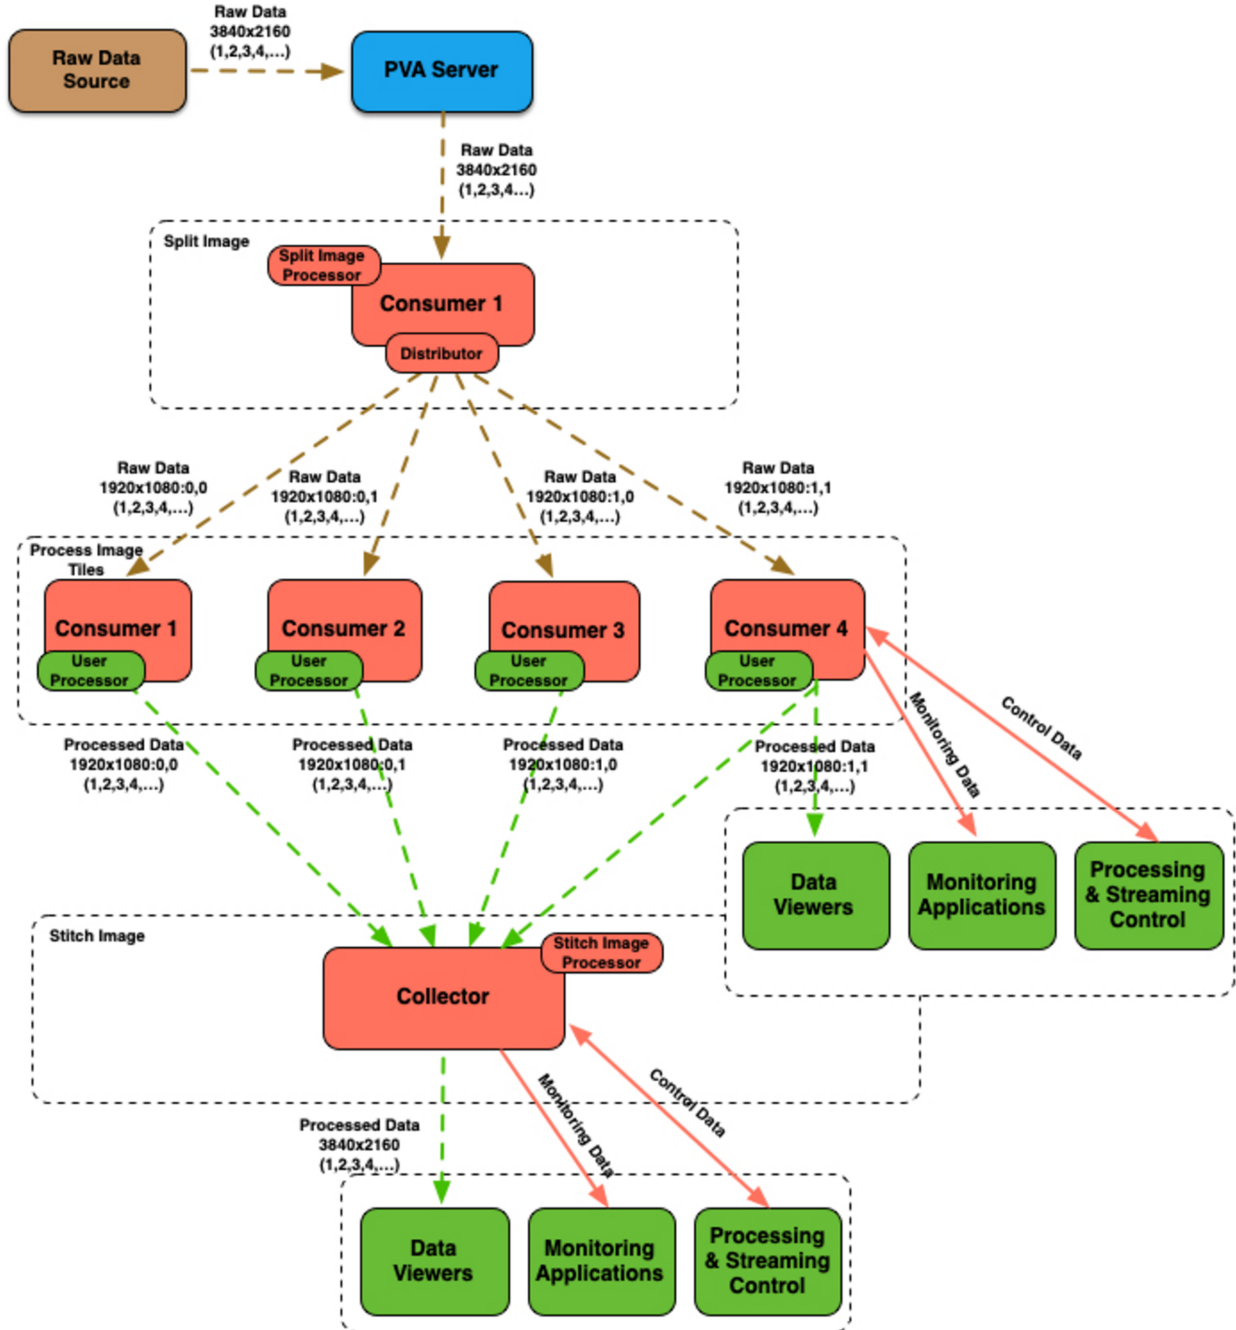 Raw Data
3840x2160
(1,2,3,4,...)
Raw Data
Source
PVA Server
Raw Data
3840x2160
(1,2,3,4...)
Split Image
Split Image
Processor
Consumer 1
Distributor
Raw Data
1920x1080:0,0
(1,2,3,4,...)
Raw Data
1920x1080:0,1
(1,2,3,4,...)
Raw Data
1920x1080:1,0
(1,2,3,4,...)
Raw Data
1920x1080:1,1
(1,2,3,4,...)
Process Image
Tiles
Consumer 1
User
Processor
Consumer 2
User
Processor
Consumer 3
User
Processor
Consumer 4
User
Processor
Processed Data
1920x1080:0,0
(1,2,3,4,...)
Processed Data
1920x1080:0,1
(1,2,3,4,...)
Processed Data
1920x1080:1,0
(1,2,3,4,...)
Processed Data
1920x1080:1,1
(1,2,3,4,...)
Monitoring Data
Control Data
Data
Viewers
Monitoring
Applications
Processing
& Streaming
Control
Stitch Image
Stitch Image
Processor
Collector
Processed Data
3840x2160
(1,2,3,4,...)
Monitoring Data
Control Data
Data
Viewers
Monitoring
Applications
Processing
& Streaming
Control